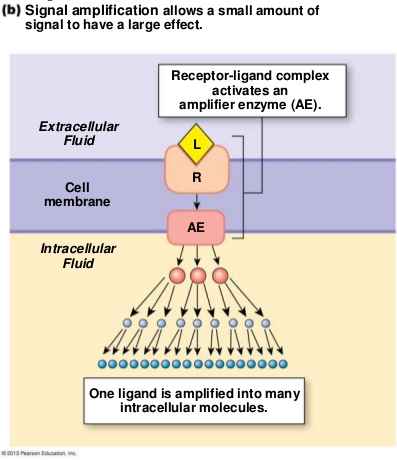 (b) Signal amplification allows a small amount of
signal to have a large effect.
Receptor-ligand complex
activates an
amplifier enzyme (AE).
Extracellular
Fluid
L
R
Cell
membrane
AE
Intracellular
Fluid
One ligand is amplified into many
intracellular molecules.
© 2013 Pearson Education, Inc.